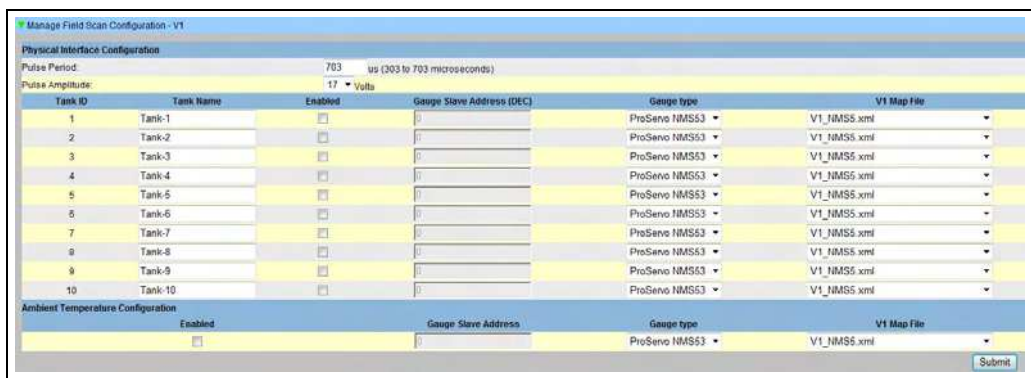 Manage Field Scan Configuration - V1
Physical Interface Configuration
Pulse Period: 703 us (303 to 703 microseconds)
Pulse Amplitude: 17 Volts
Tank ID Tank Name Enabled Gauge Slave Address (DEC) Gauge type V1 Map File
1 Tank-1 0 ProServo NMS53 V1_NMS5.xml
2 Tank-2 0 ProServo NMS53 V1_NMS5.xml
3 Tank-3 0 ProServo NMS53 V1_NMS5.xml
4 Tank-4 0 ProServo NMS53 V1_NMS5.xml
5 Tank-5 0 ProServo NMS53 V1_NMS5.xml
6 Tank-6 0 ProServo NMS53 V1_NMS5.xml
7 Tank-7 0 ProServo NMS53 V1_NMS5.xml
8 Tank-8 0 ProServo NMS53 V1_NMS5.xml
9 Tank-9 0 ProServo NMS53 V1_NMS5.xml
10 Tank-10 0 ProServo NMS53 V1_NMS5.xml
Ambient Temperature Configuration
Enabled Gauge Slave Address Gauge type V1 Map File
0 ProServo NMS53 V1_NMS5.xml
Submit